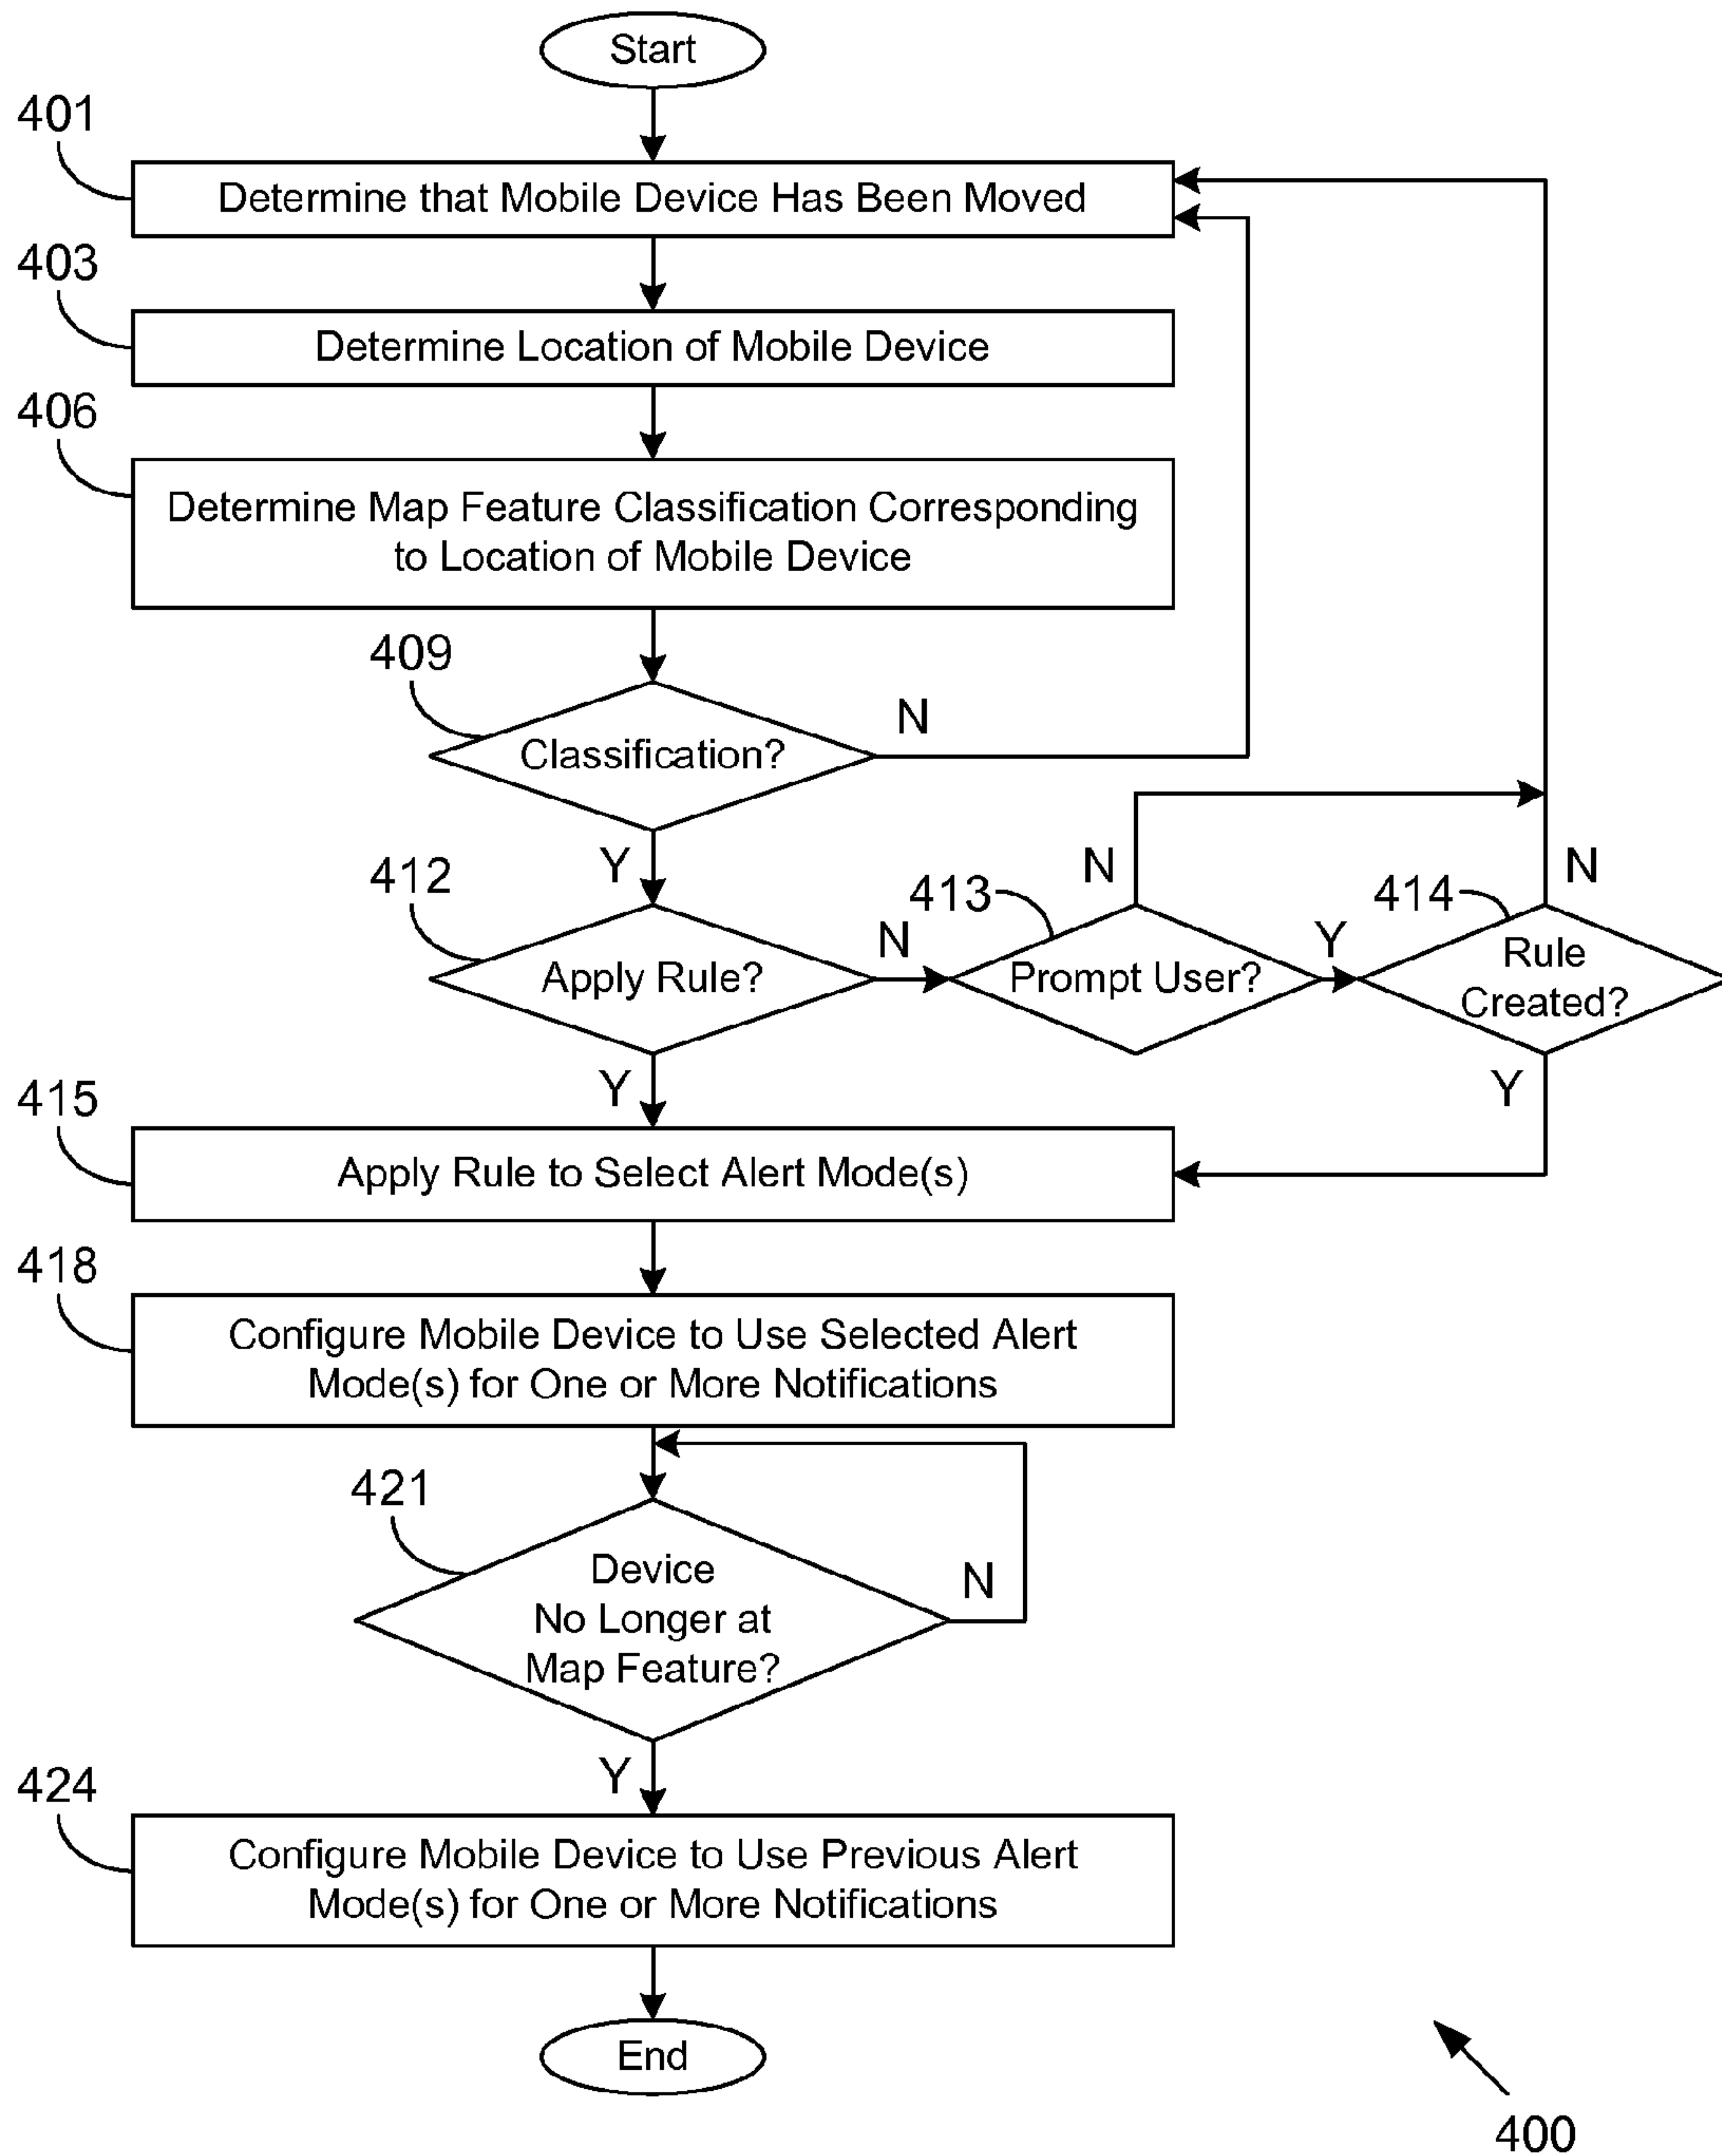 Start
401
Determine that Mobile Device Has Been Moved
403
Determine Location of Mobile Device
406
Determine Map Feature Classification Corresponding
to Location of Mobile Device
409
Classification?
N
Y
412
Apply Rule?
N
413
Prompt User?
N
Y
414
Rule
Created?
N
Y
Y
415
Apply Rule to Select Alert Mode(s)
418
Configure Mobile Device to Use Selected Alert
Mode(s) for One or More Notifications
421
Device
No Longer at
Map Feature?
N
Y
424
Configure Mobile Device to Use Previous Alert
Mode(s) for One or More Notifications
End
400